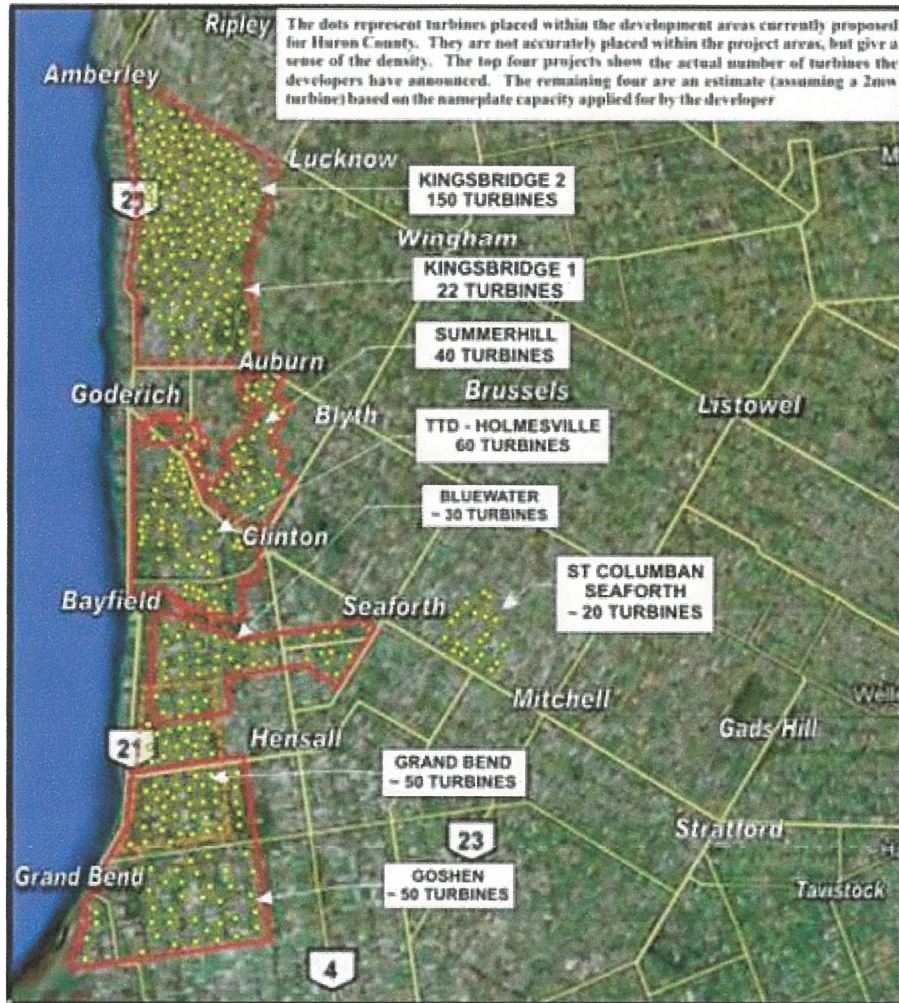 Ripley
The dots represent turbines placed within the development areas currently proposed
for Huron County. They are not accurately placed within the project areas, but give a
sense of the density. The top four projects show the actual number of turbines the
developers have announced. The remaining four are an estimate (assuming a 2mw
turbine) based on the nameplate capacity applied for by the developer
Amberley
Lucknow
KINGSBRIDGE 2
150 TURBINES
Wingham
KINGSBRIDGE 1
22 TURBINES
SUMMERHILL
40 TURBINES
Auburn
Goderich
Blyth
Brussels
Listowel
TTD - HOLMESVILLE
60 TURBINES
BLUEWATER
~ 30 TURBINES
Clinton
ST COLUMBAN
SEAFORTH
~ 20 TURBINES
Bayfield
Seaforth
Mitchell
Gads Hill
21
Hensall
GRAND BEND
~ 50 TURBINES
23
Stratford
Grand Bend
GOSHEN
~ 50 TURBINES
Tavistock
4